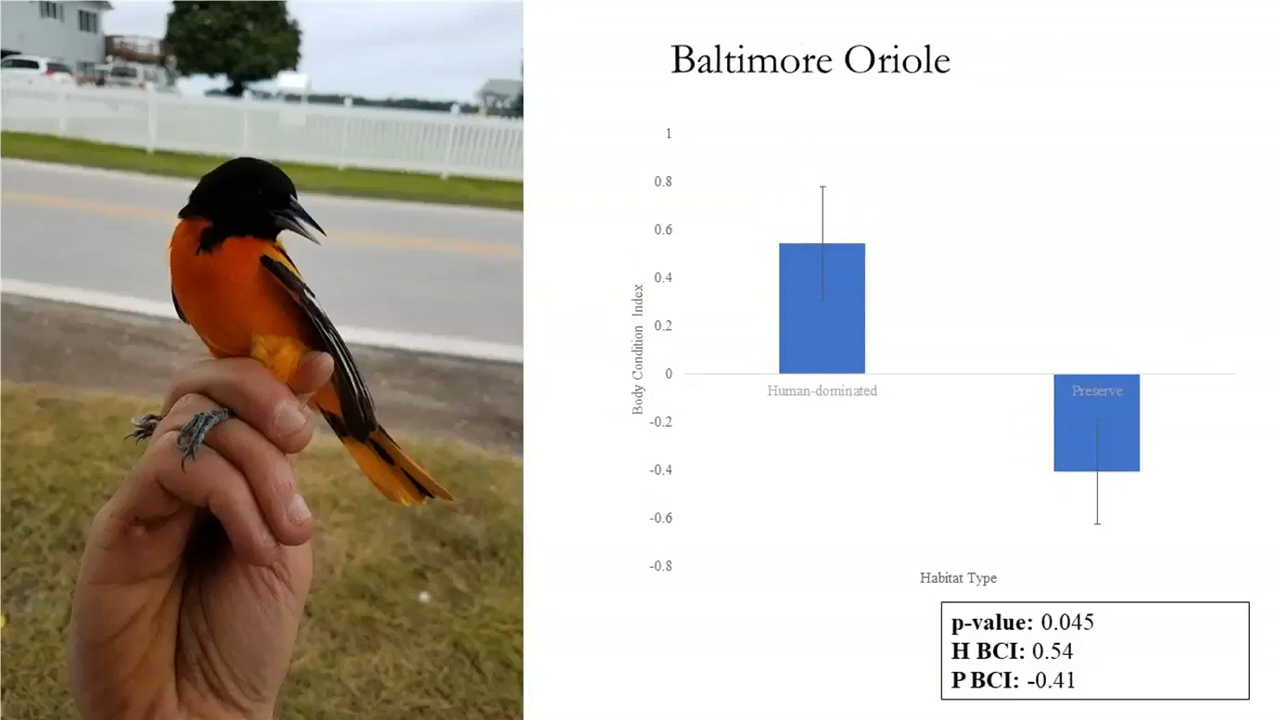 Baltimore Oriole
1
0.8
0.6
0.4
0.2
0
-0.2
-0.4
-0.6
-0.8
Body Condition Index
Human-dominated
Preserve
Habitat Type
p-value: 0.045
H BCI: 0.54
P BCI: -0.41